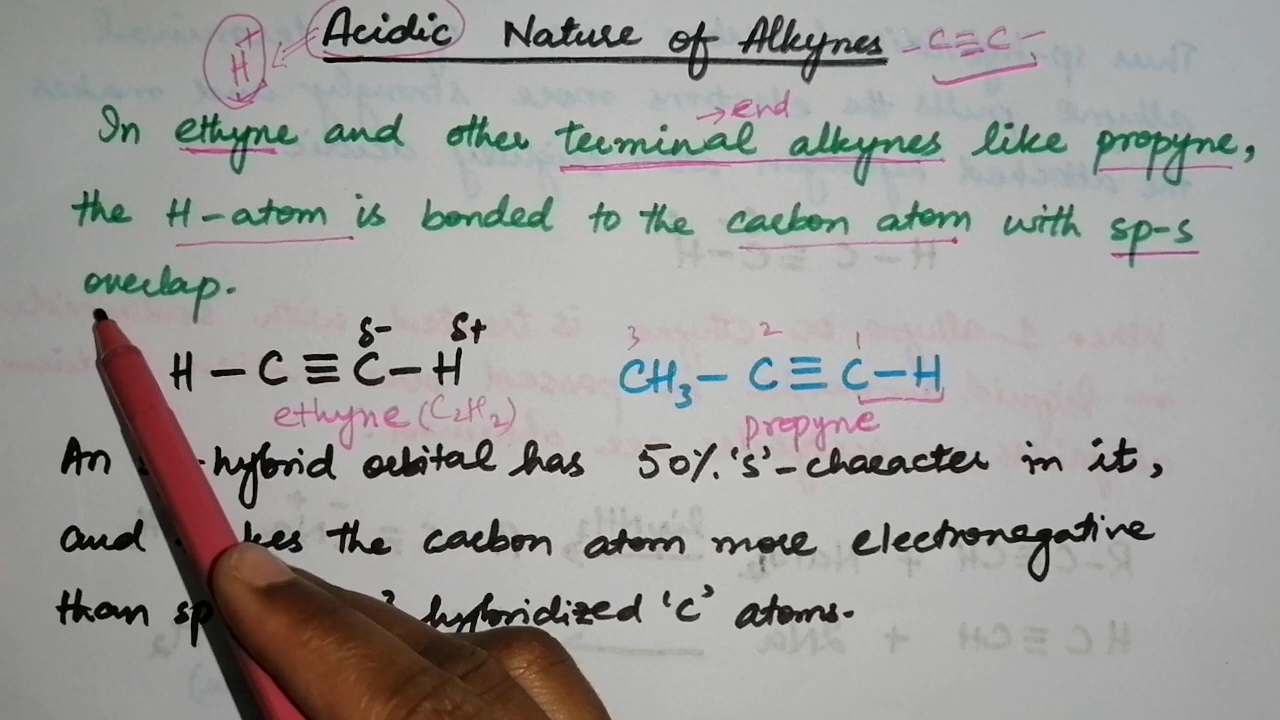 Acidic Nature of Alkynes -C≡C-
H+
→ end
In ethyne and other terminal alkynes like propyne,
the H-atom is bonded to the carbon atom with sp-s
overlap.
δ- δ+
H-C≡C-H
ethyne (C2H2)
3 2 1
CH3-C≡C-H
propyne
An -hybrid orbital has 50% 's'-character in it,
and the carbon atom more electronegative
than sp hybridized 'C' atoms.